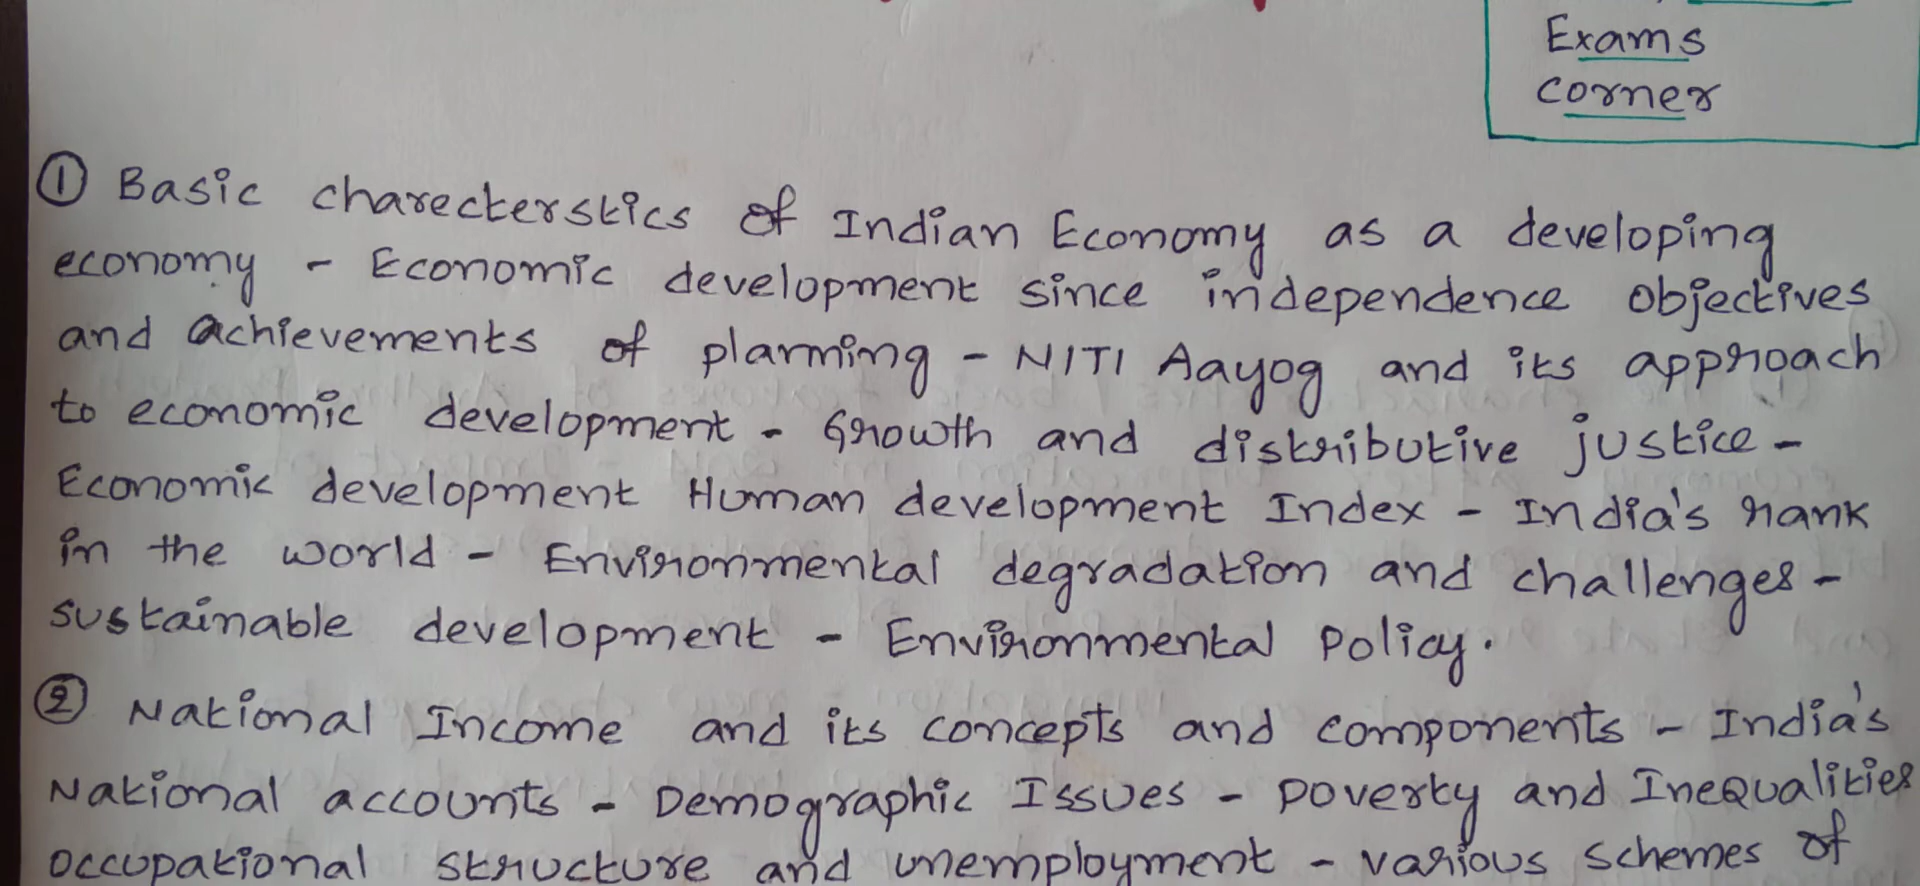 Exams
corner
① Basic charecterstics of Indian Economy as a developing
economy - Economic development since independence objectives
and achievements of planning - NITI Aayog and its approach
to economic development - Growth and distributive justice -
Economic development Human development Index - India's rank
in the world - Environmental degradation and challenges -
sustainable development - Environmental policy.
② National Income and its concepts and components - India's
National accounts - Demographic Issues - poverty and Inequalities
occupational structure and unemployment - various schemes of